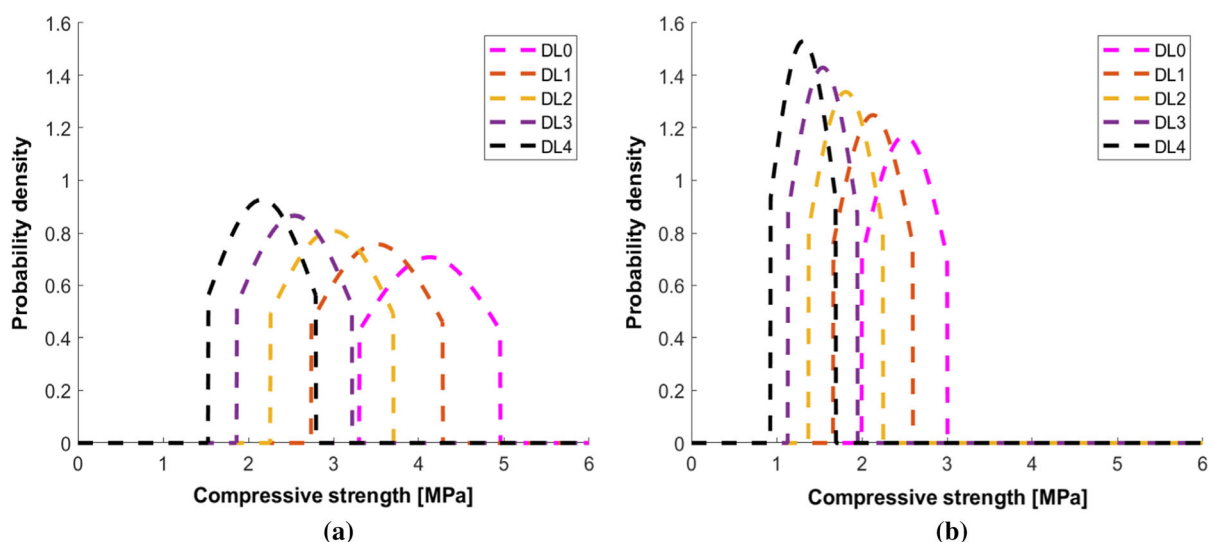 1.6
1.4
1.2
1
0.8
0.6
0.4
0.2
0
Probability density
0 1 2 3 4 5 6
Compressive strength [MPa]
DL0
DL1
DL2
DL3
DL4
(a)
1.6
1.4
1.2
1
0.8
0.6
0.4
0.2
0
Probability density
0 1 2 3 4 5 6
Compressive strength [MPa]
DL0
DL1
DL2
DL3
DL4
(b)